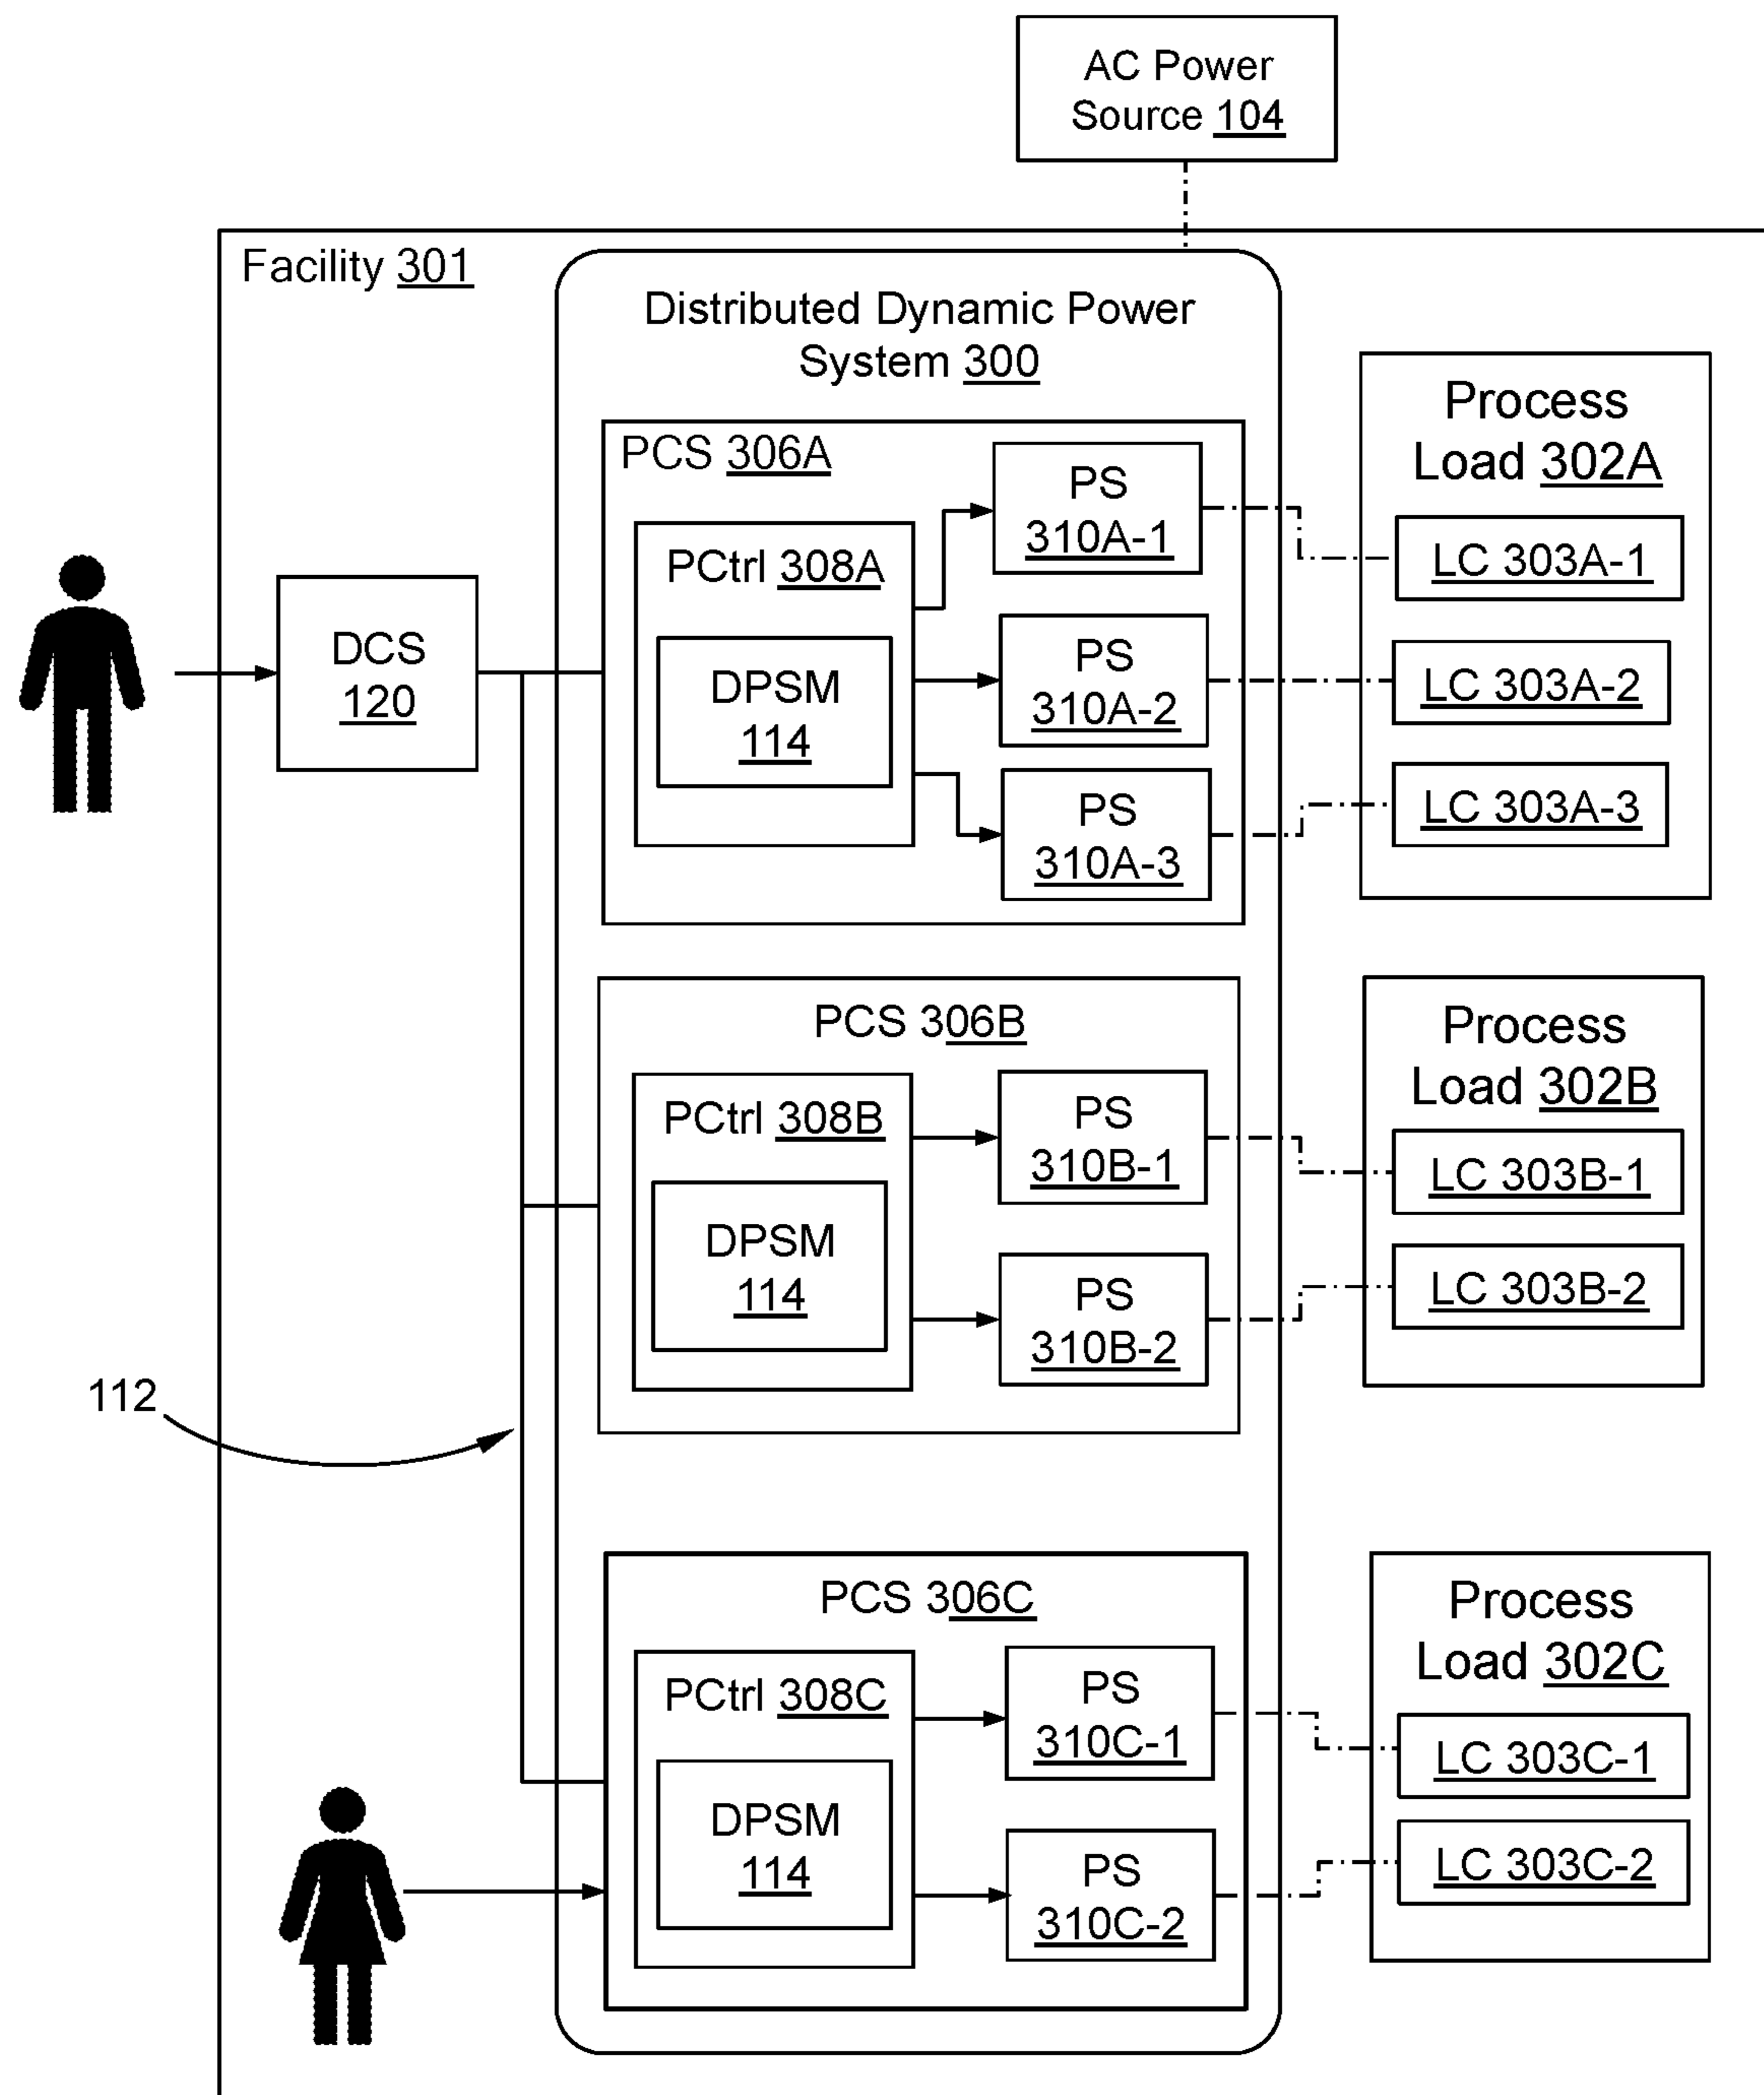 AC Power
Source 104
Facility 301
Distributed Dynamic Power
System 300
PCS 306A
PCtrl 308A
DPSM
114
PS
310A-1
PS
310A-2
PS
310A-3
Process
Load 302A
LC 303A-1
LC 303A-2
LC 303A-3
DCS
120
PCS 306B
PCtrl 308B
DPSM
114
PS
310B-1
PS
310B-2
Process
Load 302B
LC 303B-1
LC 303B-2
112
PCS 306C
PCtrl 308C
DPSM
114
PS
310C-1
PS
310C-2
Process
Load 302C
LC 303C-1
LC 303C-2